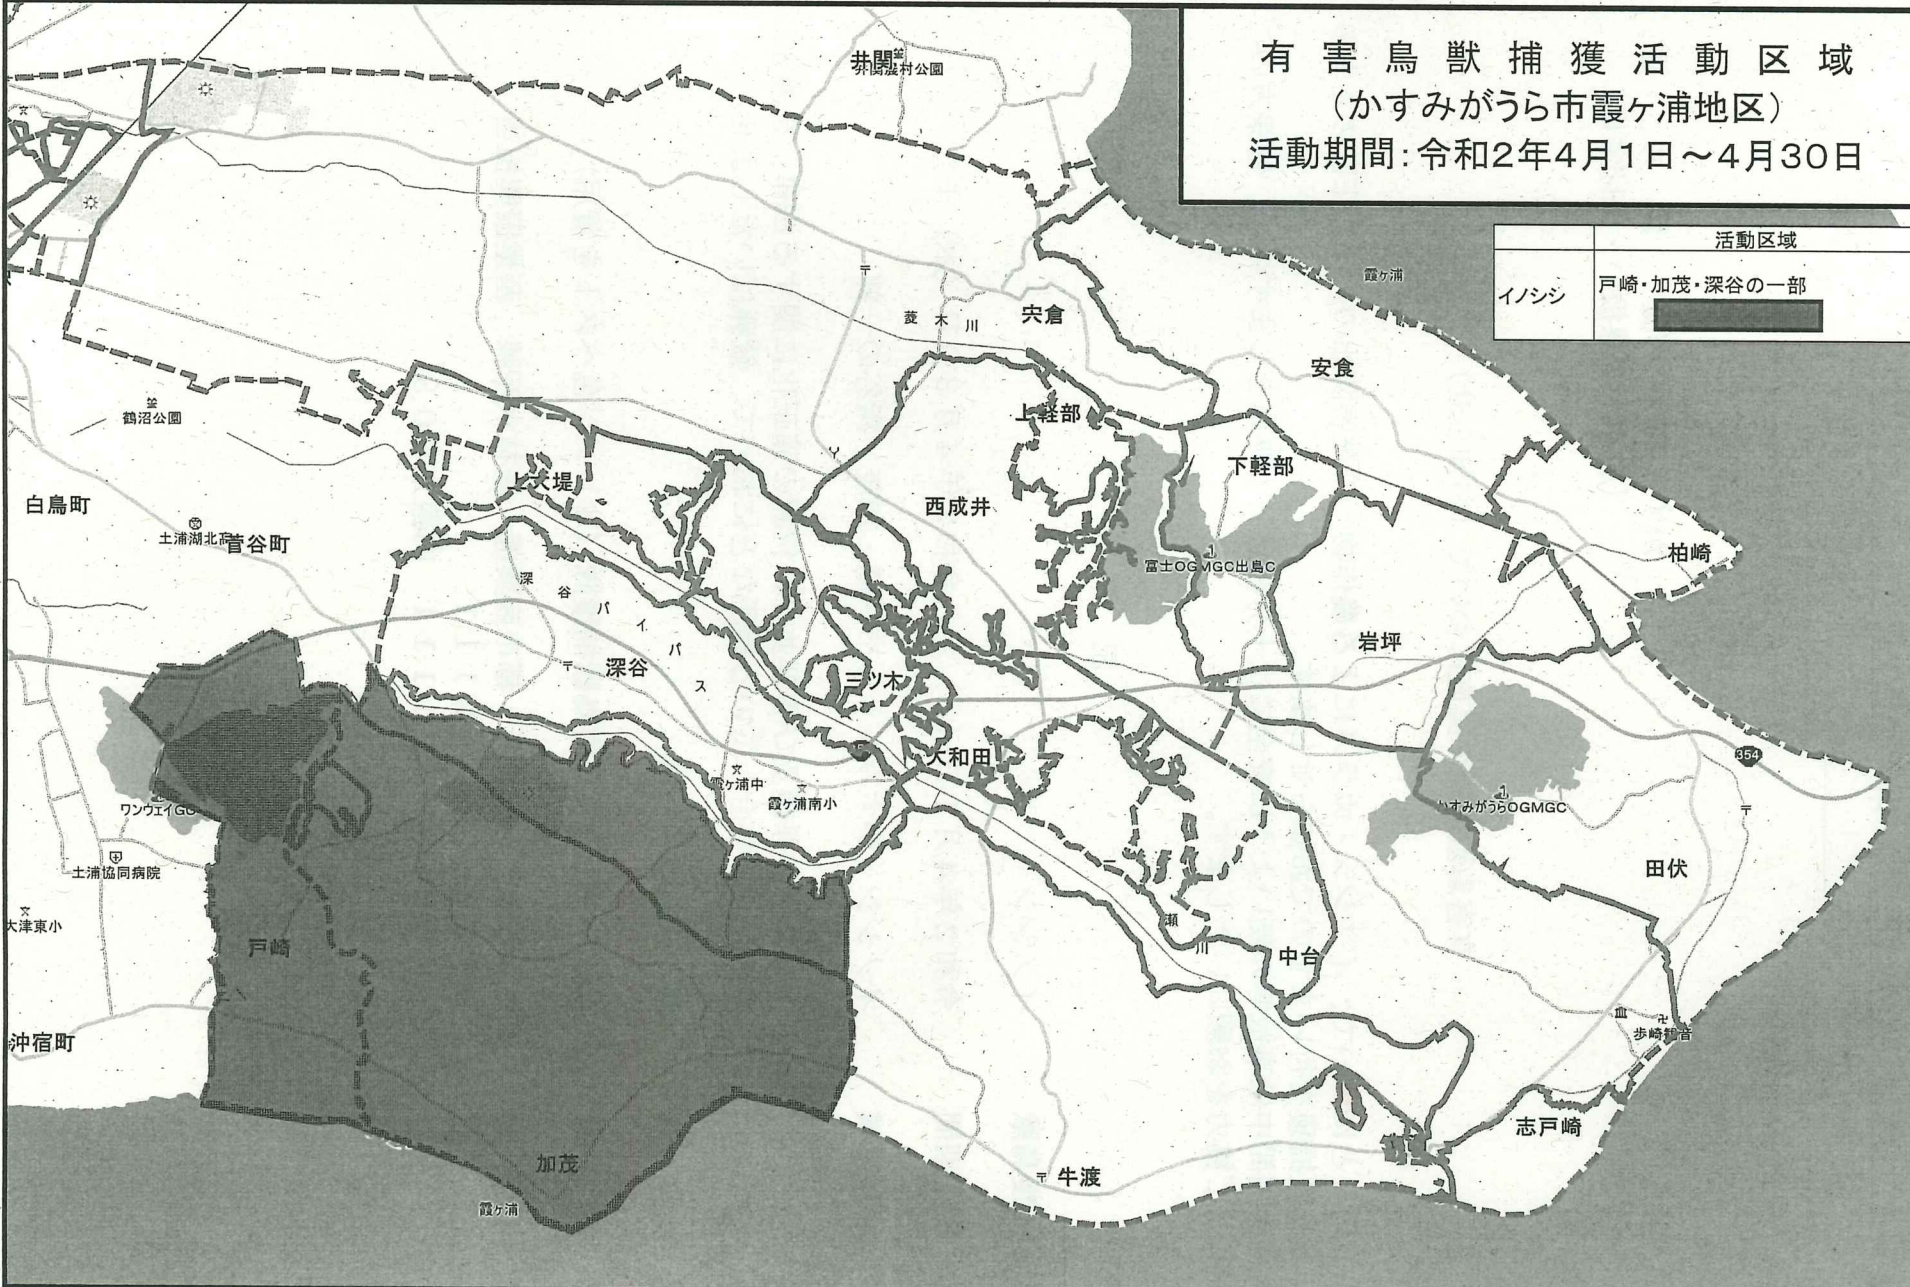 有害鳥獣捕獲活動区域
(かすみがうら市霞ヶ浦地区)
活動期間:令和2年4月1日～4月30日
活動区域
イノシシ
戸崎・加茂・深谷の一部
井関
井関農村公園
霞ヶ浦
菱木川
宍倉
安食
鶴沼公園
上軽部
下軽部
上大堤
白鳥町
土浦湖北高
菅谷町
西成井
柏崎
富士OGMGC出島C
深谷バイパス
深谷
岩坪
三ツ木
大和田
354
霞ヶ浦中
霞ヶ浦南小
かすみがうらOGMGC
ワンウェイGC
土浦協同病院
田伏
大津東小
戸崎
一ノ瀬川
中台
沖宿町
歩崎観音
志戸崎
加茂
牛渡
霞ヶ浦